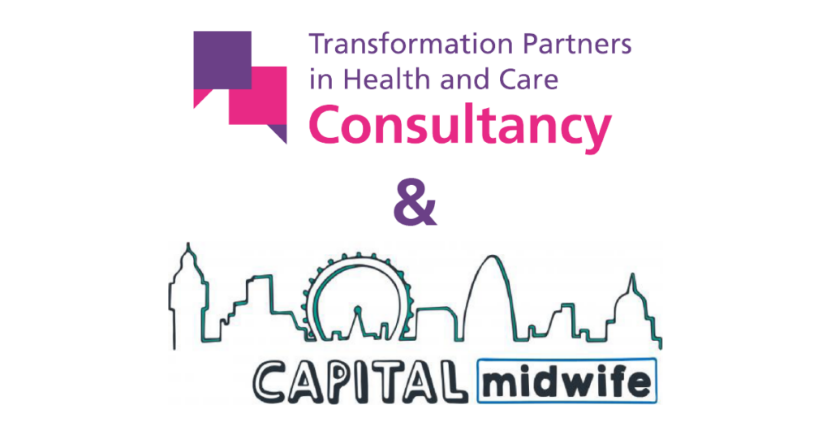 Transformation Partners
in Health and Care
Consultancy
&
CAPITAL midwife